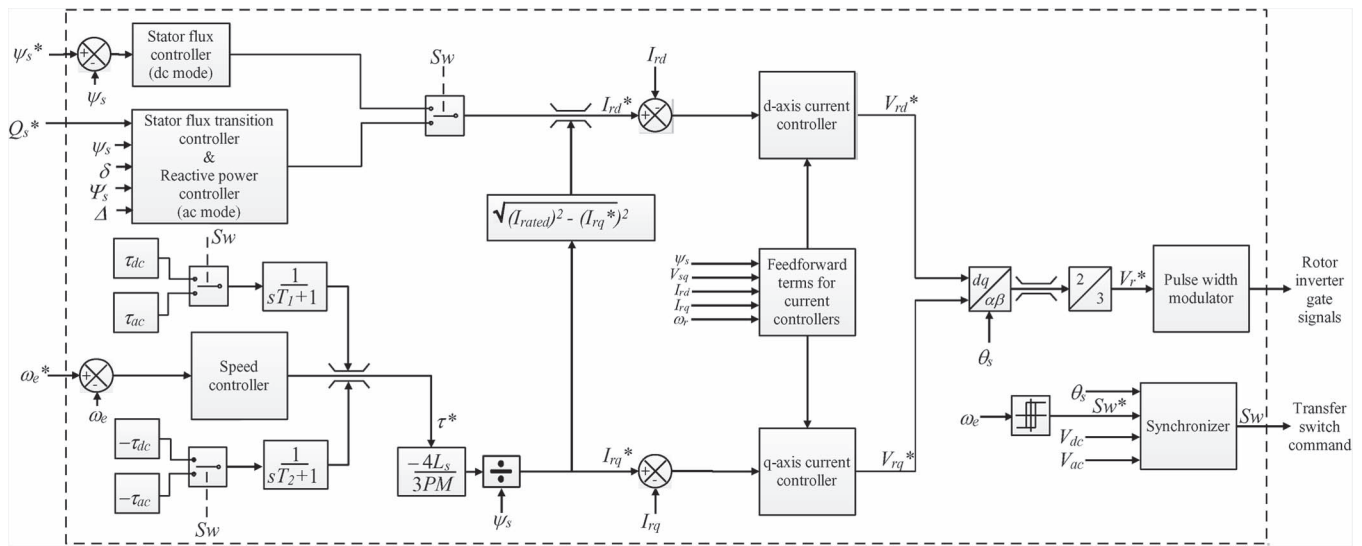 ψs*
+
-
ψs
Stator flux
controller
(dc mode)
Qs*
ψs
δ
Ψs
Δ
Stator flux transition
controller
&
Reactive power
controller
(ac mode)
Sw
Ird
Ird*
+
-
d-axis current
controller
Vrd*
√(Irated)2 - (Irq*)2
τdc
τac
Sw
1
sT1+1
ωe*
+
-
ωe
Speed
controller
-τdc
-τac
Sw
1
sT2+1
τ*
-4Ls
3PM
÷
ψs
Irq*
+
-
Irq
ψs
Vsq
Ird
Irq
ωr
Feedforward
terms for
current
controllers
q-axis current
controller
Vrq*
dq
αβ
θs
2
3
Vr*
Pulse width
modulator
Rotor
inverter
gate
signals
ωe
θs
Sw*
Vdc
Vac
Synchronizer
Sw
Transfer
switch
command